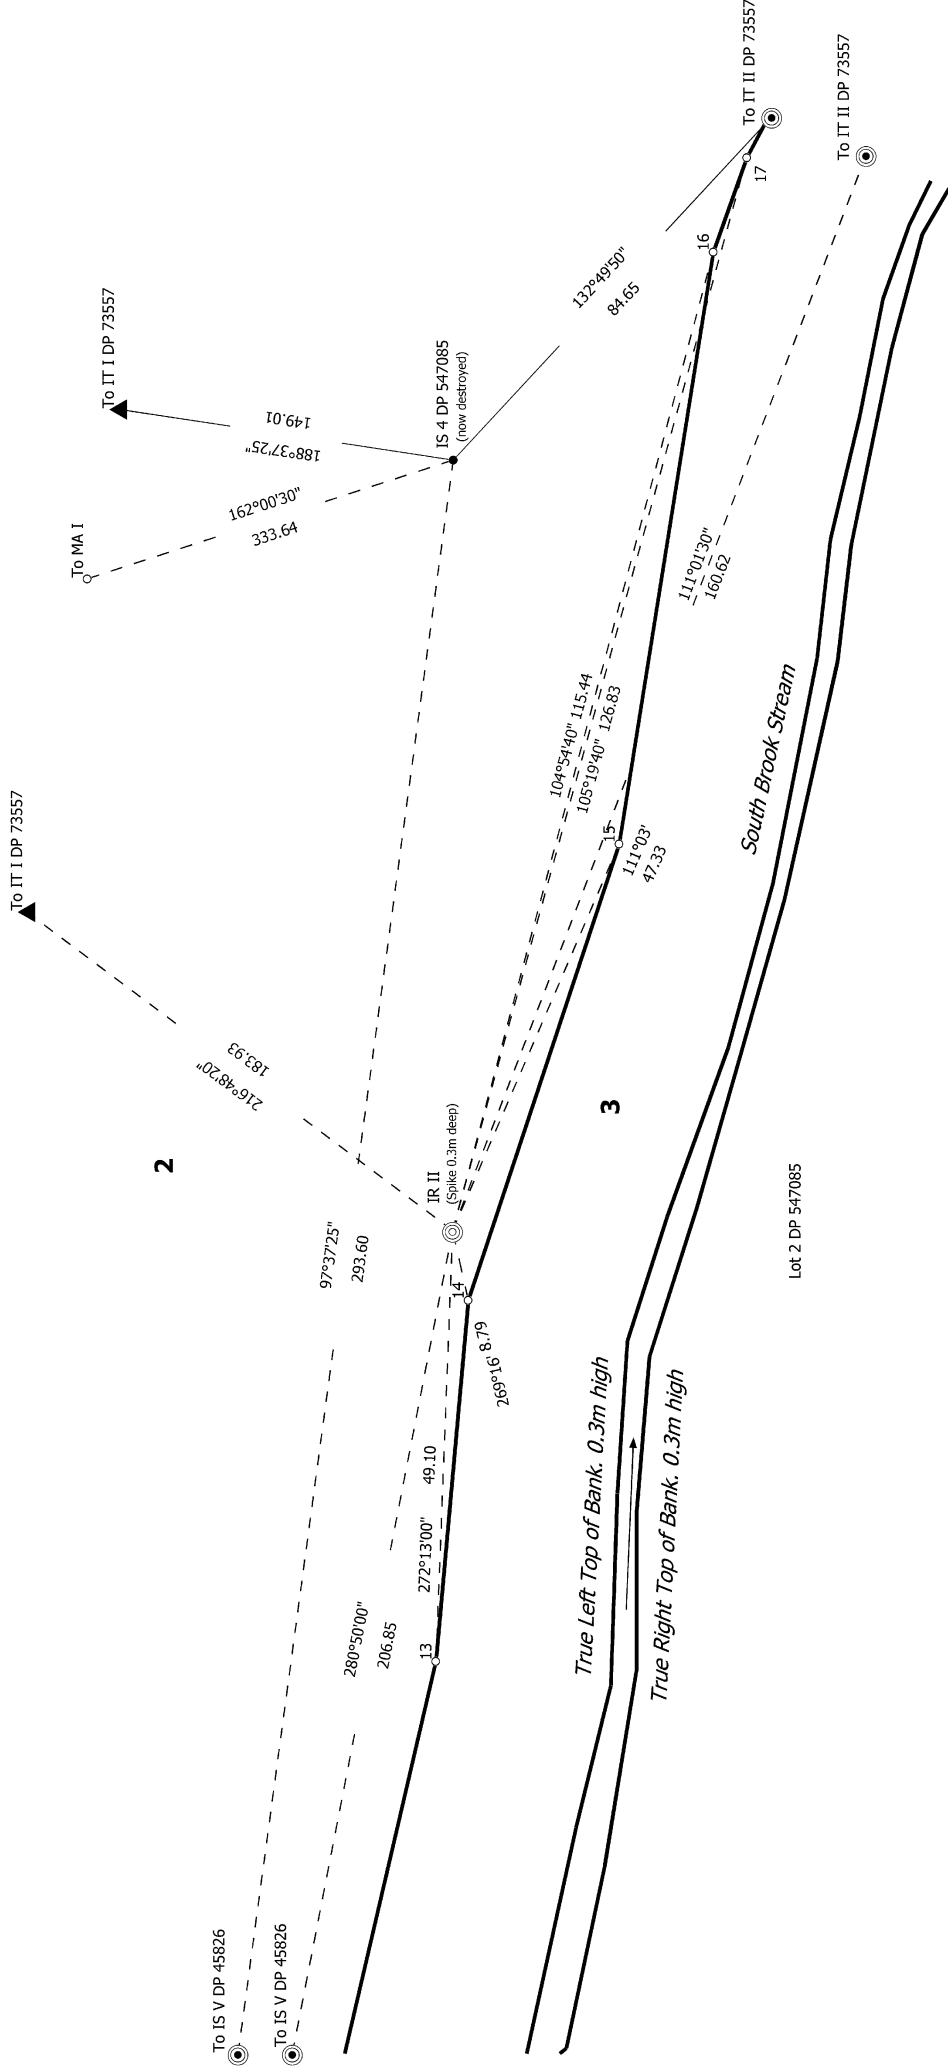 To IT II DP 73557
To IT II DP 73557
17
16
132°49'50"
84.65
To IT I DP 73557
149.01
188°37'25"
IS 4 DP 547085
(now destroyed)
162°00'30"
333.64
To MA I
111°01'30"
160.62
104°54'40" 115.44
105°19'40" 126.83
15
111°03'
47.33
South Brook Stream
To IT I DP 73557
183.93
216°48'20"
2
3
IR II
(Spike 0.3m deep)
Lot 2 DP 547085
97°37'25"
293.60
14
269°16' 8.79
272°13'00" 49.10
13
280°50'00"
206.85
True Left Top of Bank. 0.3m high
True Right Top of Bank. 0.3m high
To IS V DP 45826
To IS V DP 45826